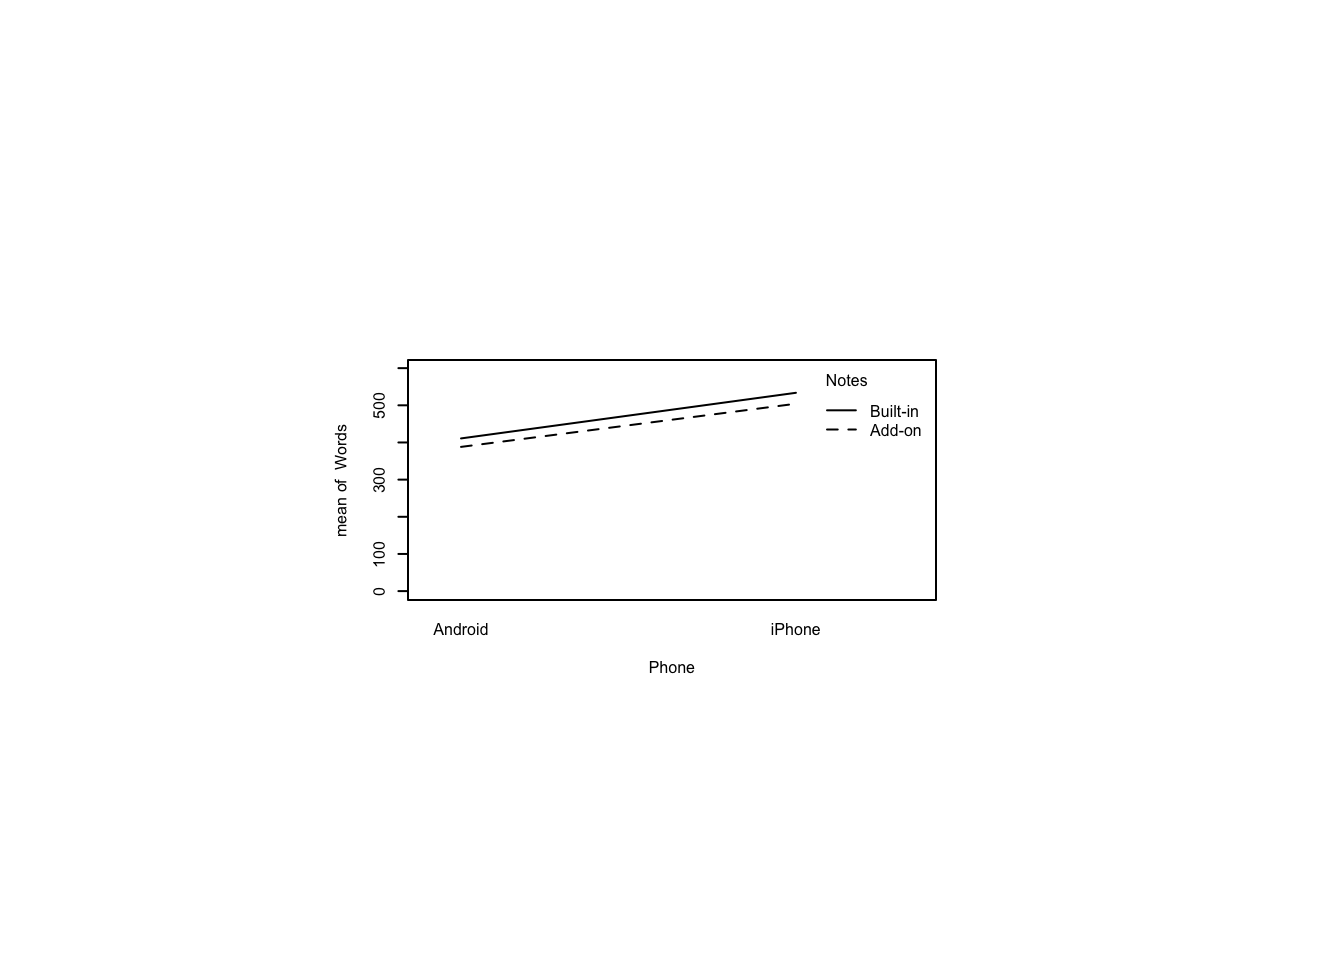 Notes
Built-in
Add-on
mean of  Words
500
300
100
0
Android
iPhone
Phone